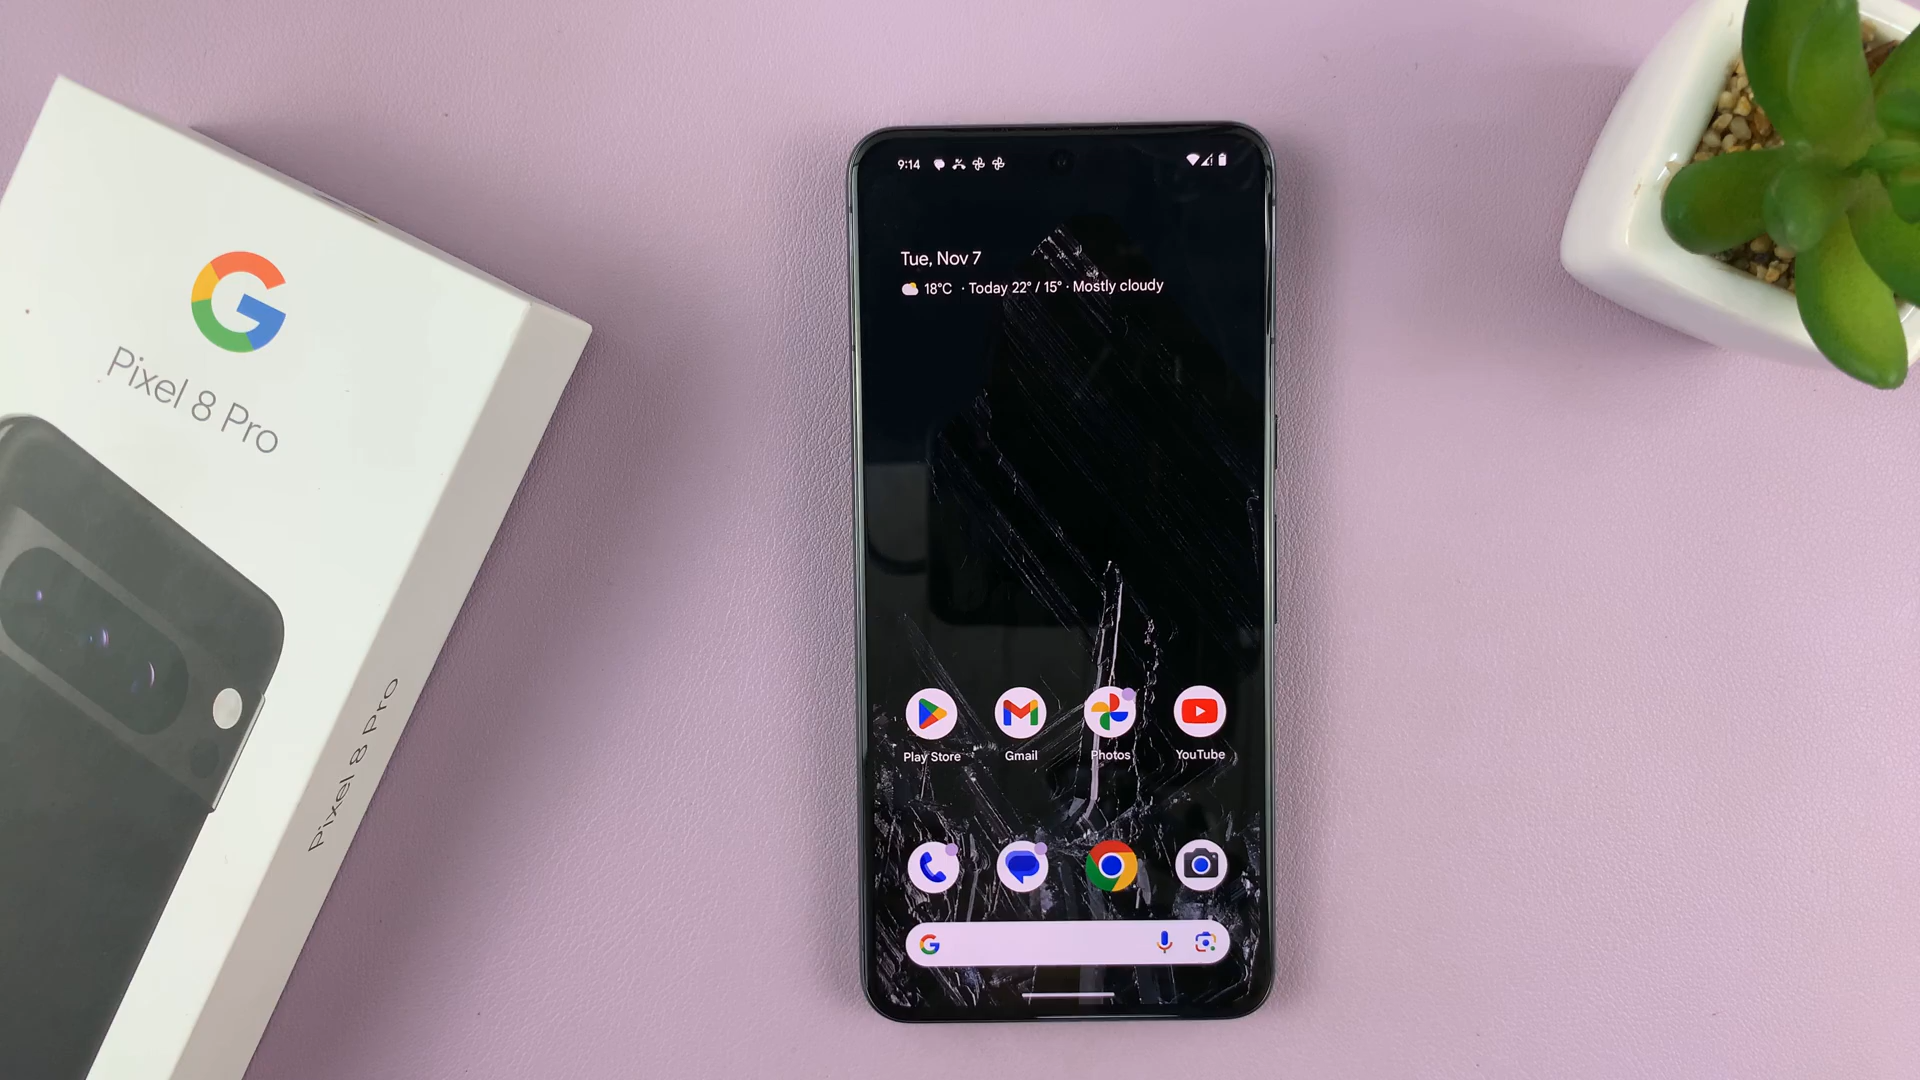 Pixel 8 Pro
Pixel 8 Pro
9:14
Tue, Nov 7
18°C · Today 22° / 15° · Mostly cloudy
Play Store
Gmail
Photos
YouTube